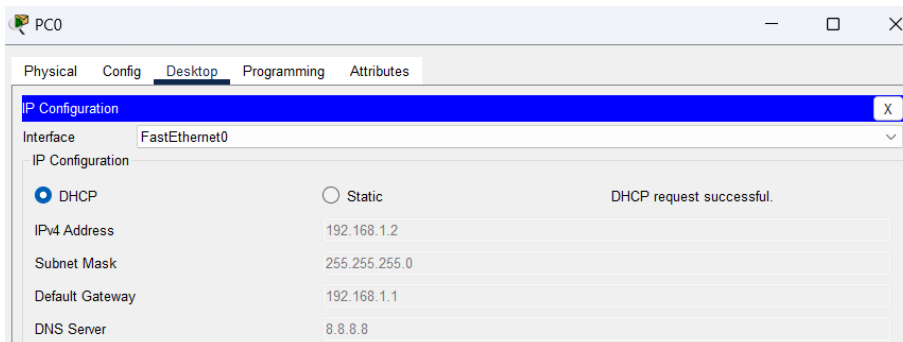 PC0
Physical Config Desktop Programming Attributes
IP Configuration X
Interface FastEthernet0
IP Configuration
DHCP Static DHCP request successful.
IPv4 Address 192.168.1.2
Subnet Mask 255.255.255.0
Default Gateway 192.168.1.1
DNS Server 8.8.8.8